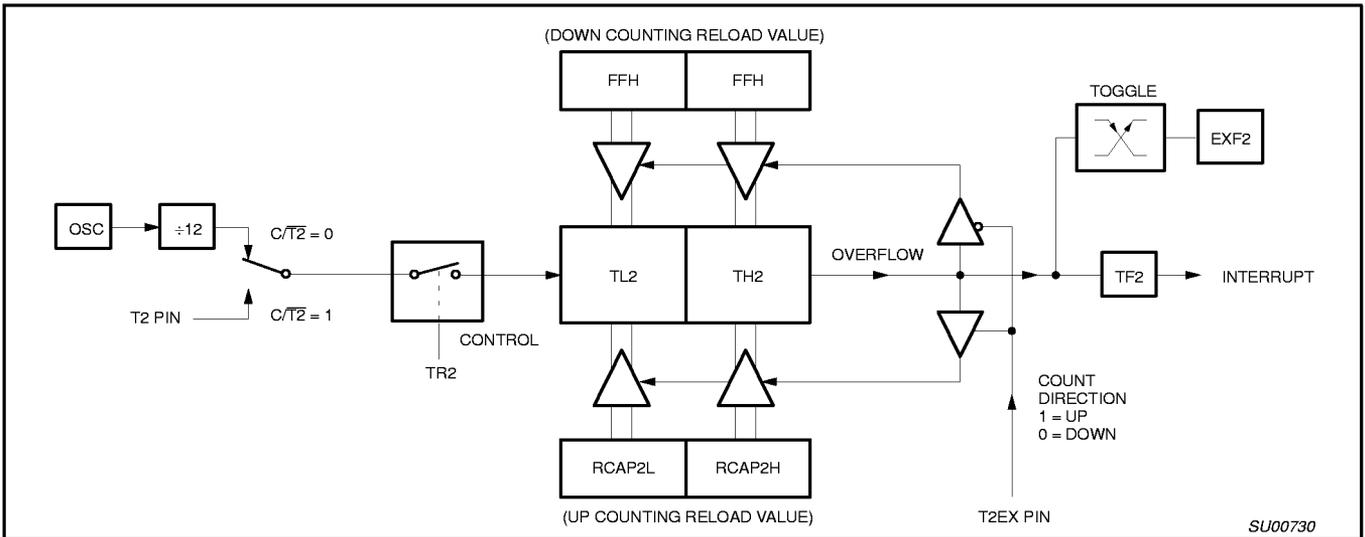 (DOWN COUNTING RELOAD VALUE)
FFH FFH
TOGGLE
EXF2
OSC
÷12
C/T2 = 0
TL2 TH2
OVERFLOW
TF2
INTERRUPT
T2 PIN
C/T2 = 1
CONTROL
TR2
COUNT
DIRECTION
1 = UP
0 = DOWN
RCAP2L RCAP2H
(UP COUNTING RELOAD VALUE)
T2EX PIN
SU00730